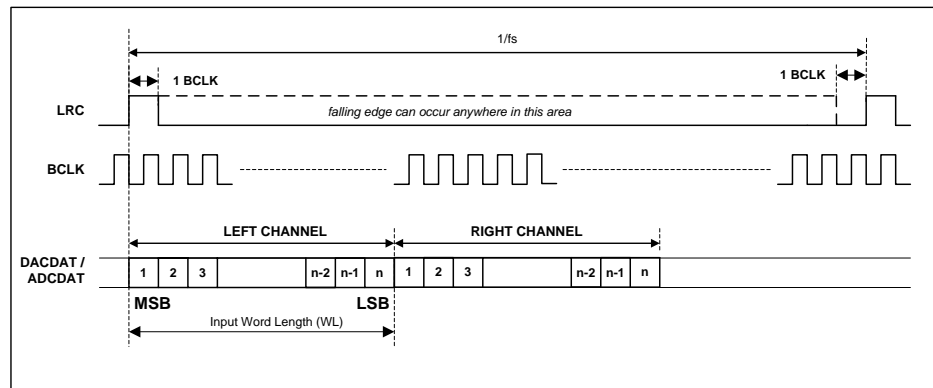 1/fs
1 BCLK
1 BCLK
LRC
falling edge can occur anywhere in this area
BCLK
LEFT CHANNEL
RIGHT CHANNEL
DACDAT /
ADCDAT
1 2 3 n-2 n-1 n 1 2 3 n-2 n-1 n
MSB
LSB
Input Word Length (WL)